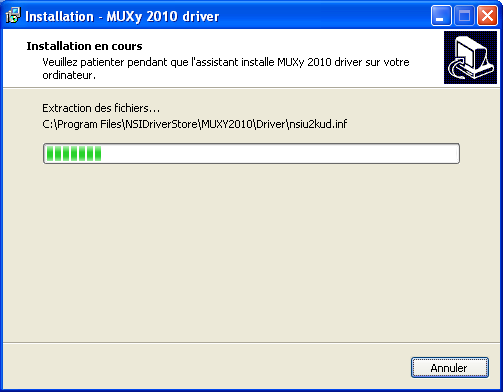 Installation - MUXy 2010 driver
Installation en cours
Veuillez patienter pendant que l'assistant installe MUXy 2010 driver sur votre
ordinateur.
Extraction des fichiers...
C:\Program Files\NSIDriverStore\MUXY2010\Driver\nsiu2kud.inf
Annuler